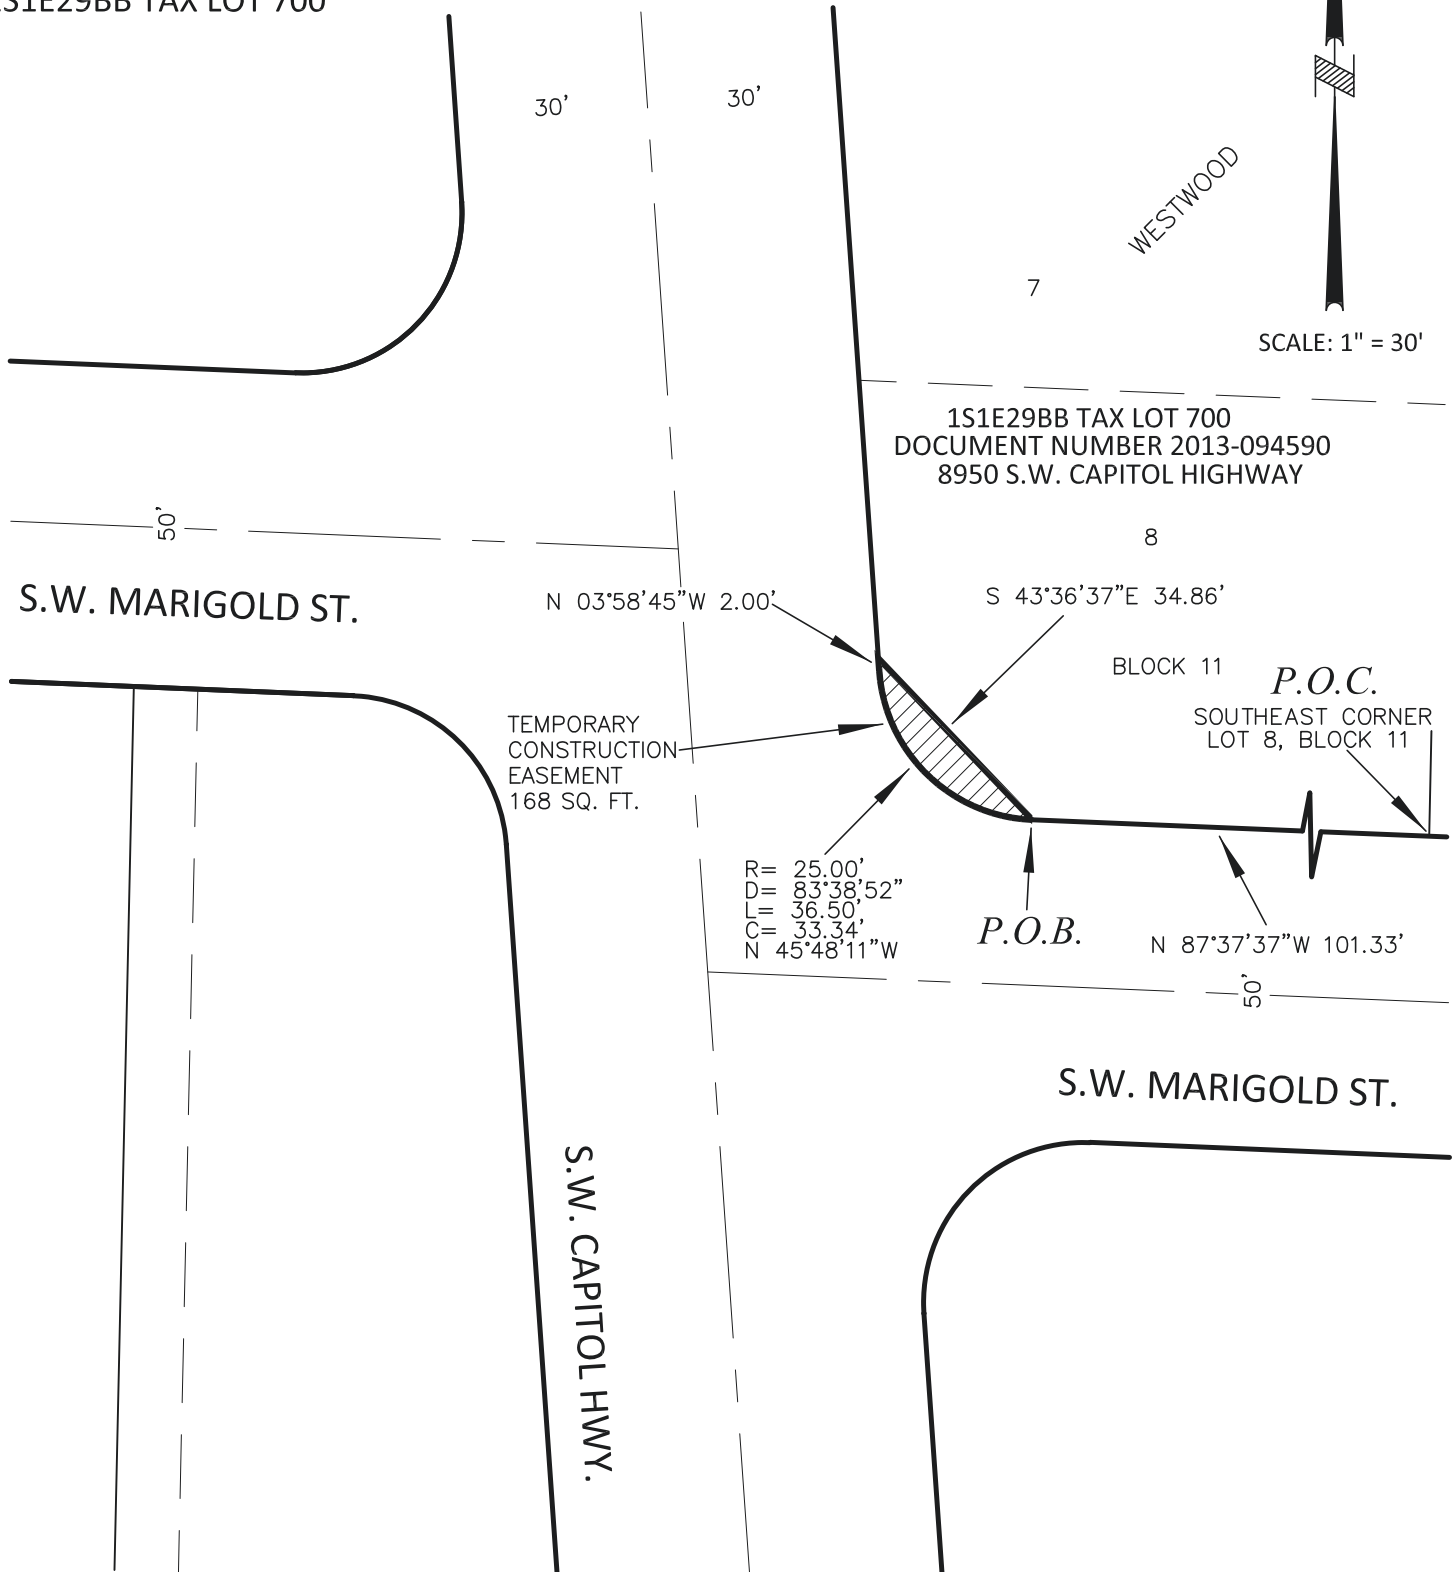 1S1E29BB TAX LOT 700
30'
30'
WESTWOOD
7
SCALE: 1" = 30'
1S1E29BB TAX LOT 700
DOCUMENT NUMBER 2013-094590
8950 S.W. CAPITOL HIGHWAY
50'
8
S.W. MARIGOLD ST.
N 03°58'45"W 2.00'
S 43°36'37"E 34.86'
BLOCK 11
P.O.C.
SOUTHEAST CORNER
LOT 8, BLOCK 11
TEMPORARY
CONSTRUCTION
EASEMENT
168 SQ. FT.
R= 25.00'
D= 83°38'52"
L= 36.50'
C= 33.34'
N 45°48'11"W
P.O.B.
N 87°37'37"W 101.33'
50'
S.W. MARIGOLD ST.
S.W. CAPITOL HWY.